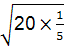 √(20 × 1/5)